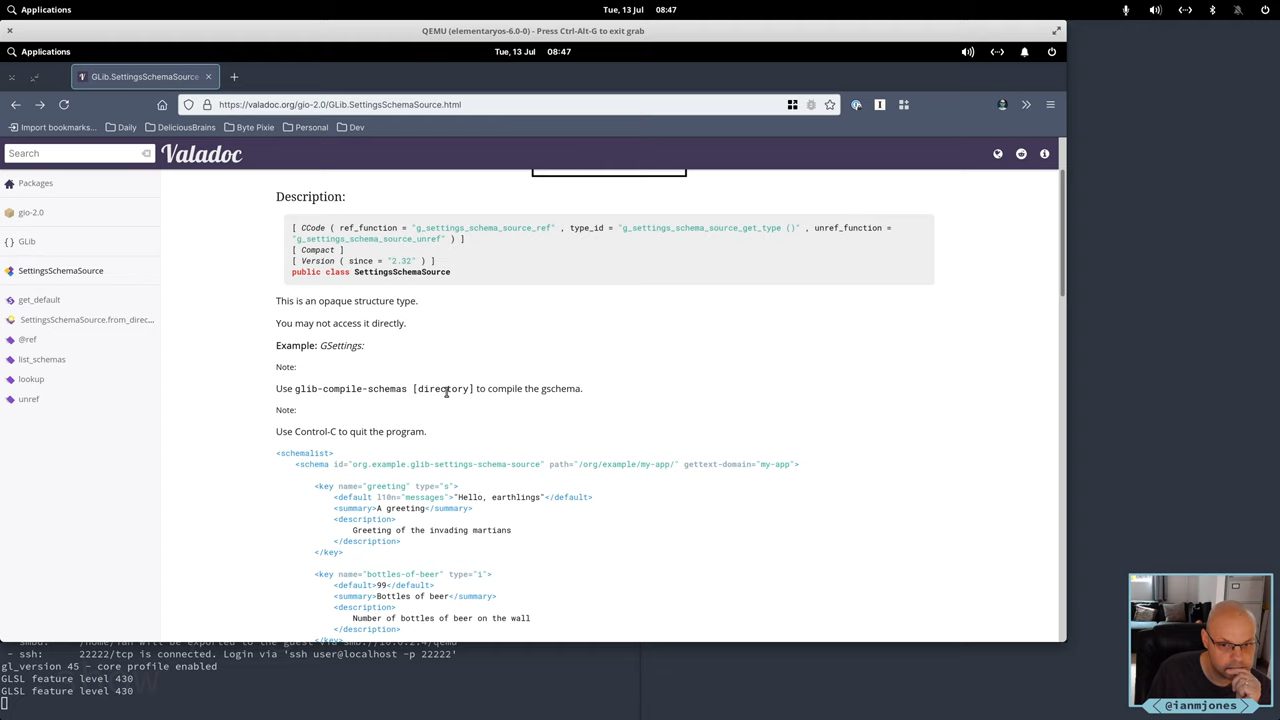 Applications
Tue, 13 Jul 08:47
QEMU (elementaryos-6.0-0) - Press Ctrl-Alt-G to exit grab
Applications
Tue, 13 Jul 08:47
GLib.SettingsSchemaSource
https://valadoc.org/gio-2.0/GLib.SettingsSchemaSource.html
Import bookmarks...
Daily
DeliciousBrains
Byte Pixie
Personal
Dev
Search
Valadoc
Packages
gio-2.0
GLib
SettingsSchemaSource
get_default
SettingsSchemaSource.from_direc...
@ref
list_schemas
lookup
unref
Description:
[ CCode ( ref_function = "g_settings_schema_source_ref" , type_id = "g_settings_schema_source_get_type ()" , unref_function =
"g_settings_schema_source_unref" ) ]
[ Compact ]
[ Version ( since = "2.32" ) ]
public class SettingsSchemaSource
This is an opaque structure type.
You may not access it directly.
Example: GSettings:
Note:
Use glib-compile-schemas [directory] to compile the gschema.
Note:
Use Control-C to quit the program.
<schemalist>
<schema id="org.example.glib-settings-schema-source" path="/org/example/my-app/" gettext-domain="my-app">
<key name="greeting" type="s">
<default l10n="messages">"Hello, earthlings"</default>
<summary>A greeting</summary>
<description>
Greeting of the invading martians
</description>
</key>
<key name="bottles-of-beer" type="i">
<default>99</default>
<summary>Bottles of beer</summary>
<description>
Number of bottles of beer on the wall
</description>
</key>
- ssh: 22222/tcp is connected. Login via 'ssh user@localhost -p 22222'
gl_version 45 - core profile enabled
GLSL feature level 430
GLSL feature level 430
@ianmjones